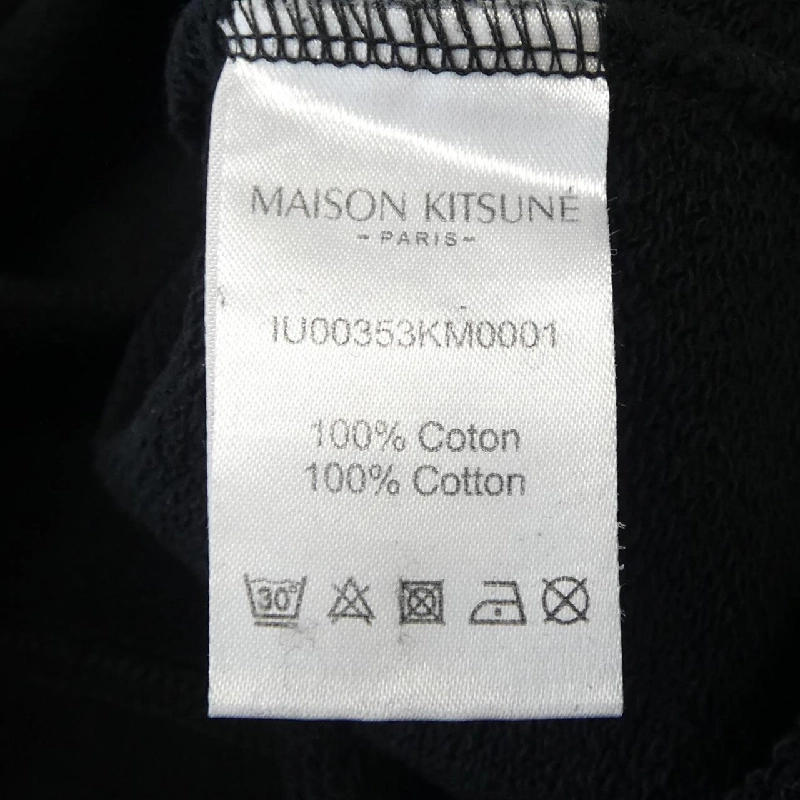 MAISON KITSUNÉ
- PARIS -
IU00353KM0001
100% Coton
100% Cotton
30°